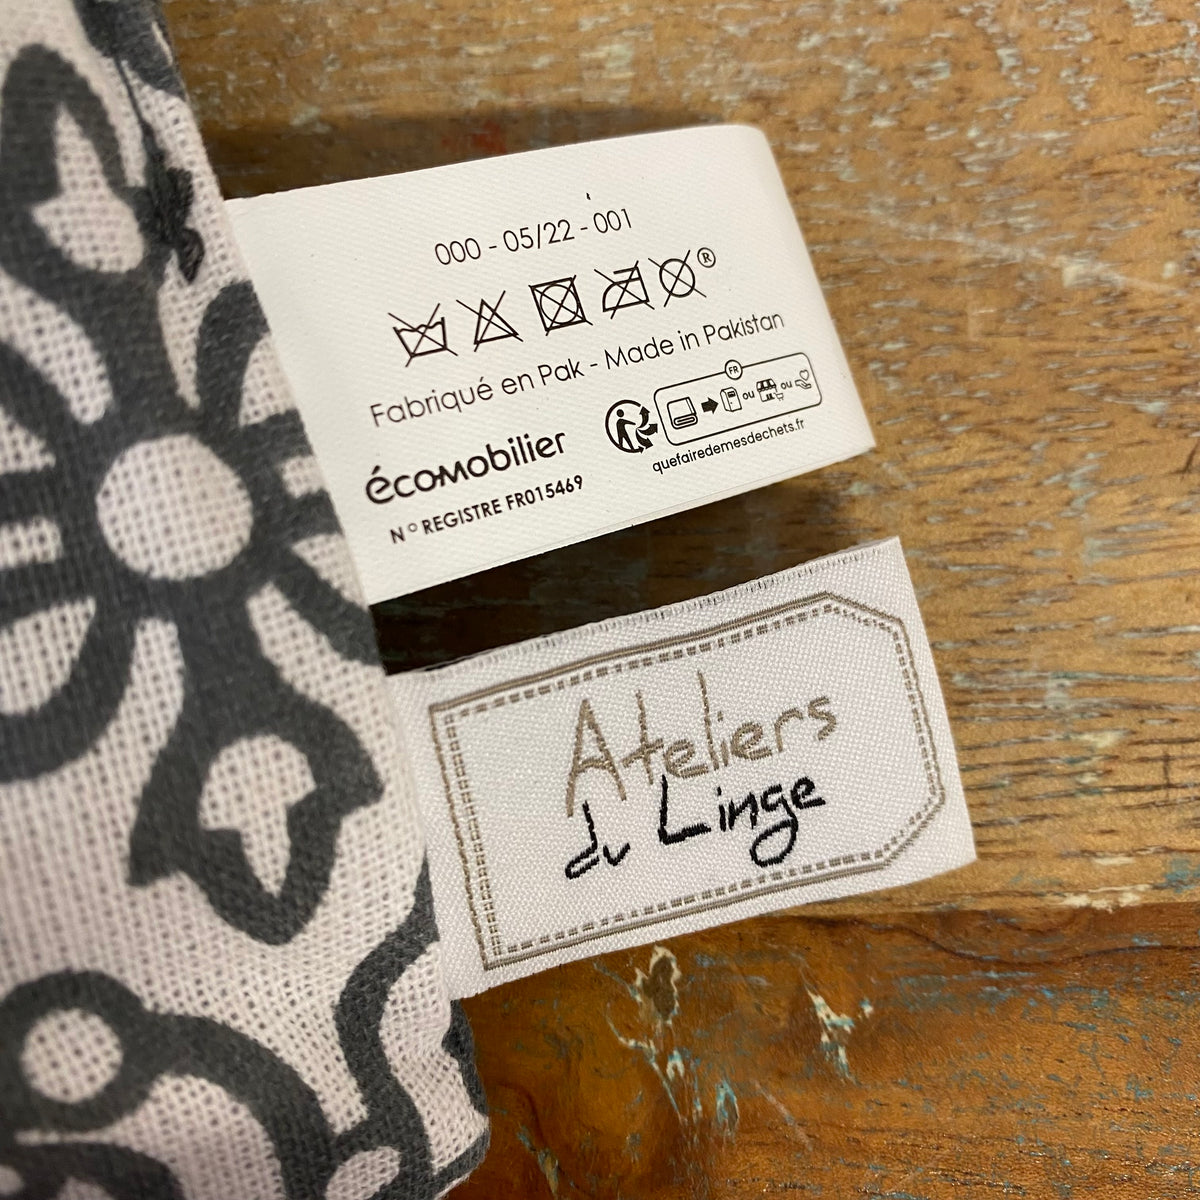 000 - 05/22 - 001
®
Fabriqué en Pak - Made in Pakistan
FR
ou ou
écomobilier
quefairedemesdechets.fr
N° REGISTRE FR015469
Ateliers
du Linge